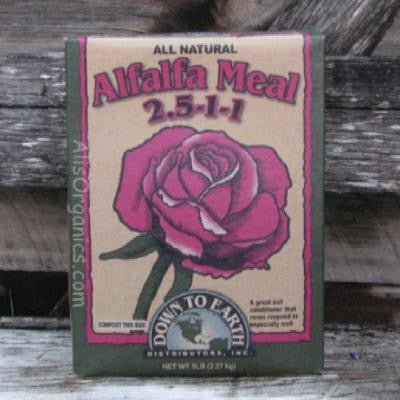 ALL NATURAL
Alfalfa Meal
2.5-1-1
AlisOrganics.com
COMPOST THIS BOX!
DOWN TO EARTH
DISTRIBUTORS, INC.
A great soil
conditioner that
roses respond to
especially well
NET WT 5LB (2.27 kg)